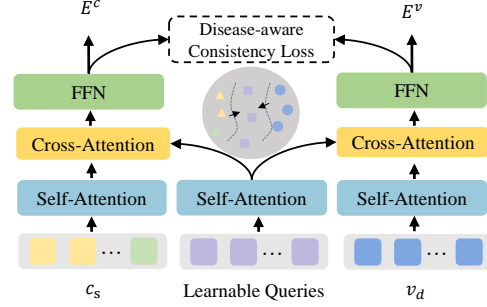 E^c
Disease-aware
Consistency Loss
E^v
FFN
FFN
Cross-Attention
Cross-Attention
Self-Attention
Self-Attention
Self-Attention
...
...
...
c_s
Learnable Queries
v_d